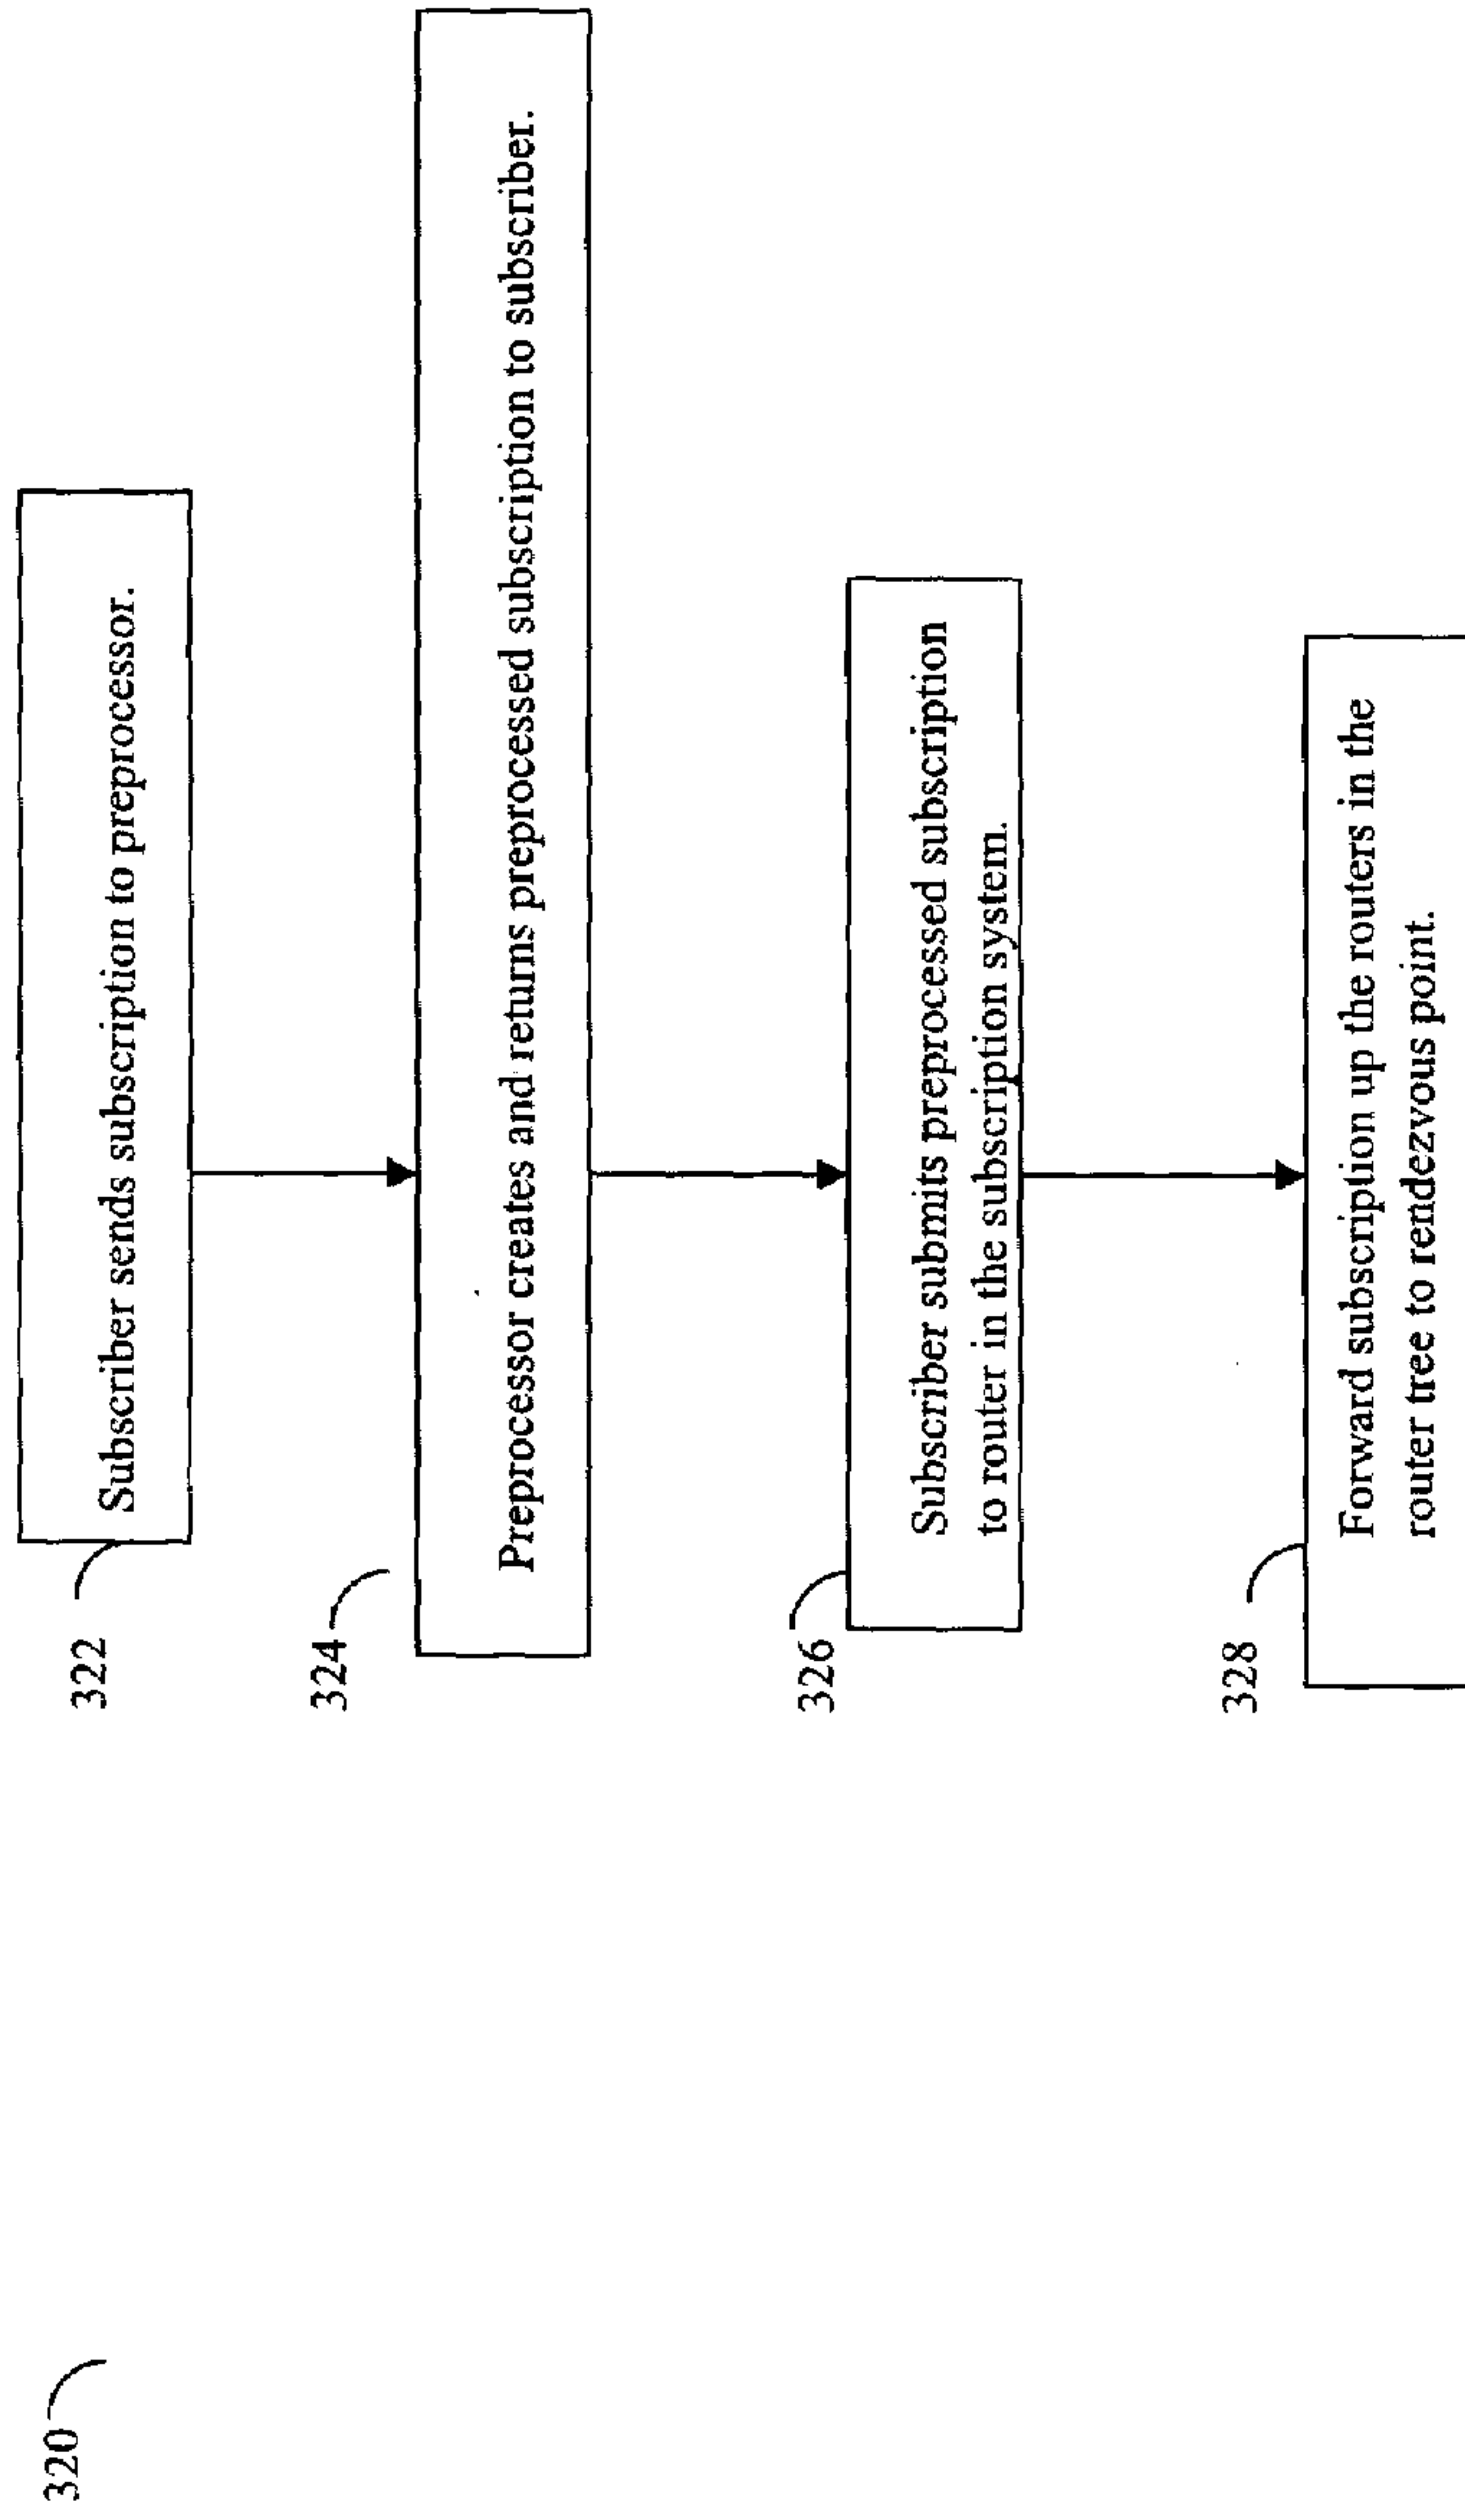 320
322
Subscriber sends subscription to preprocessor.
324
Preprocessor creates and returns preprocessed subscription to subscriber.
326
Subscriber submits preprocessed subscription
to router in the subscription system.
328
Forward subscription up the routers in the
router tree to rendezvous point.